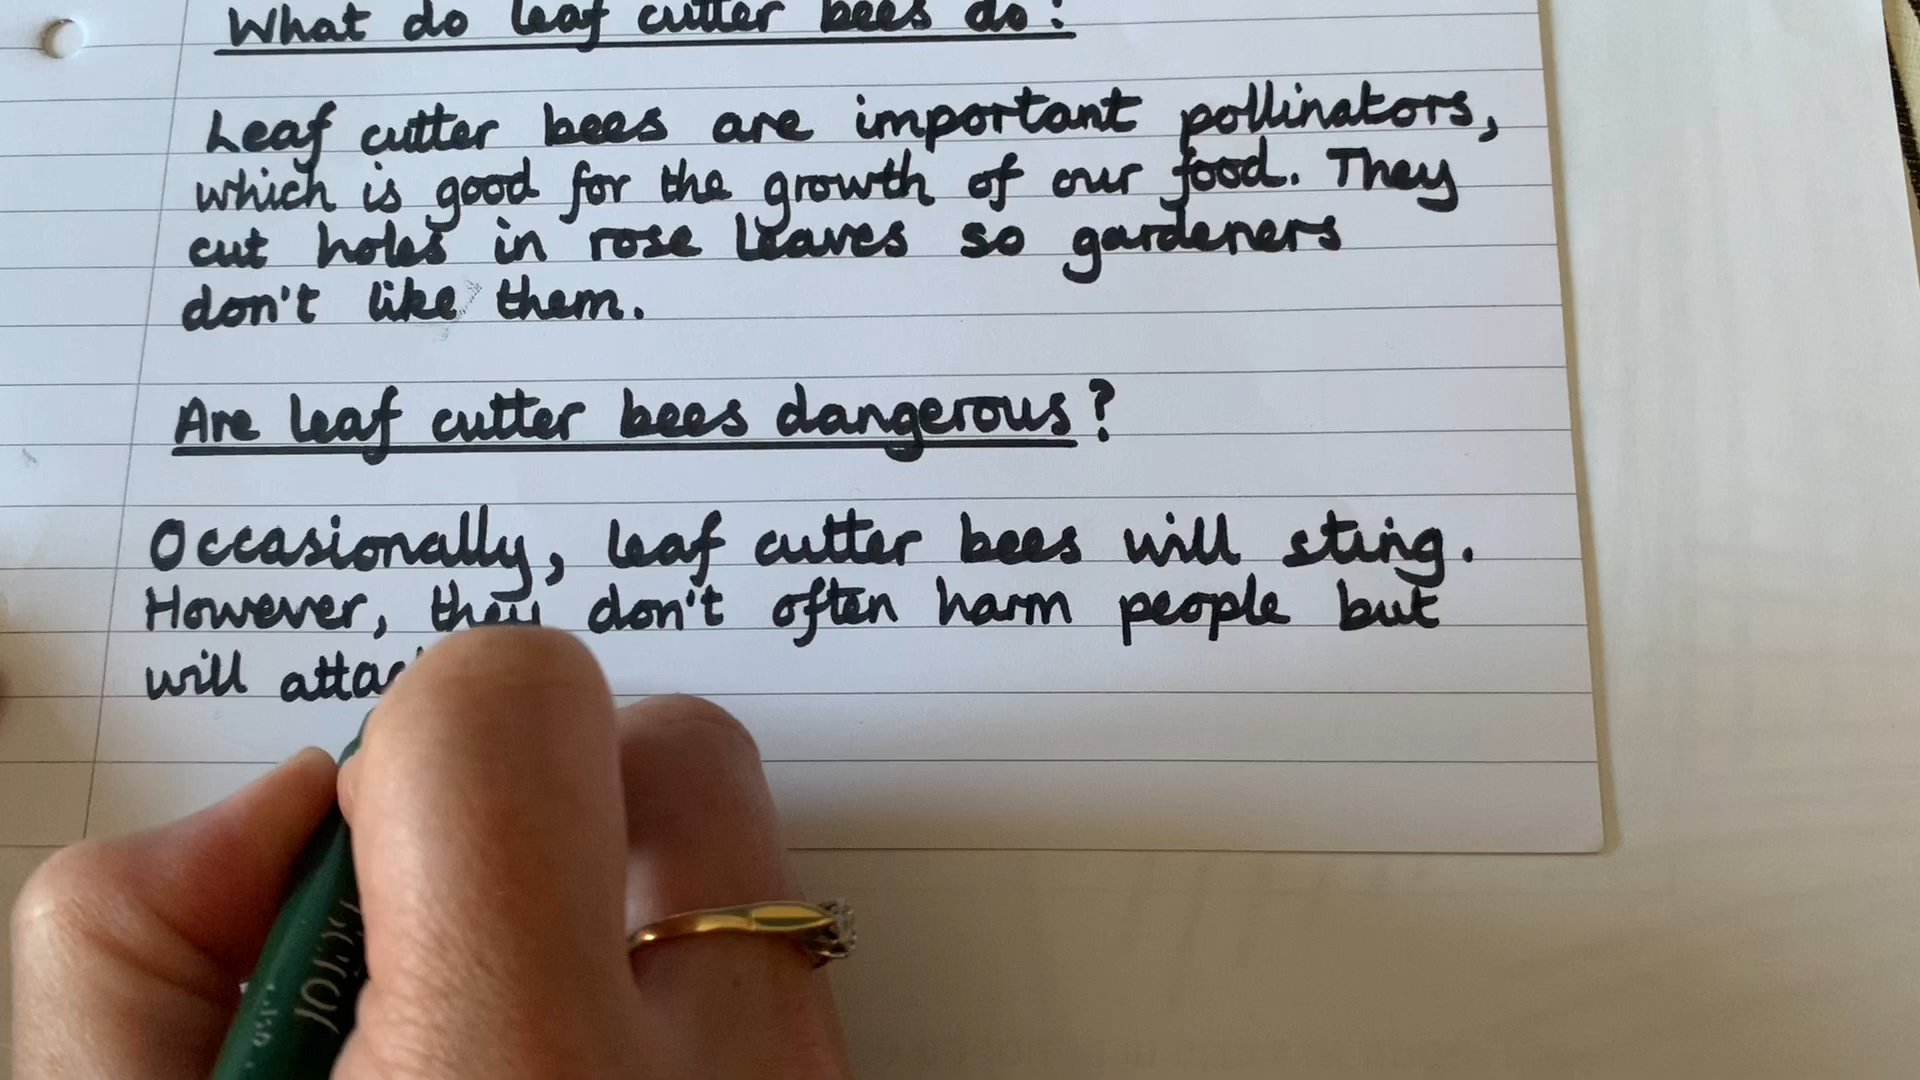 What do leaf cutter bees do?
Leaf cutter bees are important pollinators,
which is good for the growth of our food. They
cut holes in rose leaves so gardeners
don't like them.
Are leaf cutter bees dangerous?
Occasionally, leaf cutter bees will sting.
However, they don't often harm people but
will